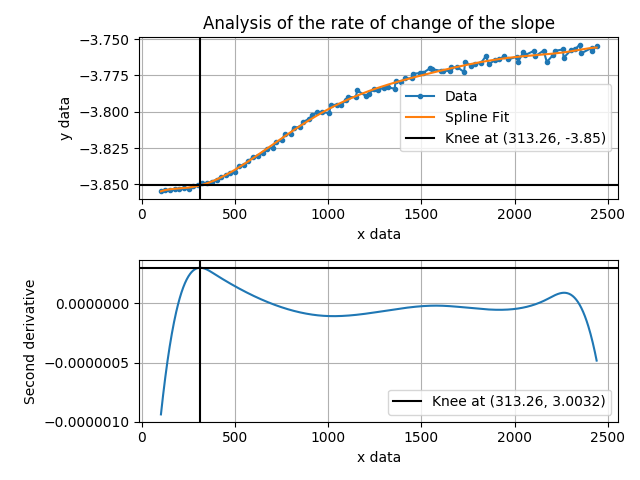 Analysis of the rate of change of the slope
−3.750
−3.775
−3.800
−3.825
−3.850
y data
Data
Spline Fit
Knee at (313.26, -3.85)
0 500 1000 1500 2000 2500
x data
0.0000000
−0.0000005
−0.0000010
Second derivative
Knee at (313.26, 3.0032)
0 500 1000 1500 2000 2500
x data